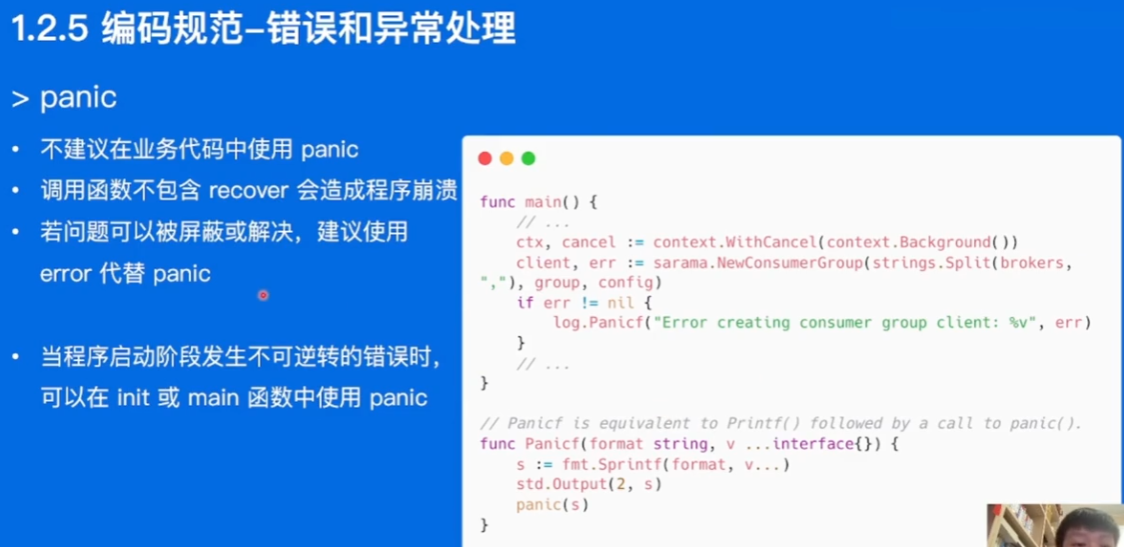 1.2.5 编码规范-错误和异常处理
> panic
• 不建议在业务代码中使用 panic
• 调用函数不包含 recover 会造成程序崩溃
• 若问题可以被屏蔽或解决，建议使用
error 代替 panic
• 当程序启动阶段发生不可逆转的错误时，
可以在 init 或 main 函数中使用 panic
func main() {
    // ...
    ctx, cancel := context.WithCancel(context.Background())
    client, err := sarama.NewConsumerGroup(strings.Split(brokers,
","), group, config)
    if err != nil {
        log.Panicf("Error creating consumer group client: %v", err)
    }
    // ...
}
// Panicf is equivalent to Printf() followed by a call to panic().
func Panicf(format string, v ...interface{}) {
    s := fmt.Sprintf(format, v...)
    std.Output(2, s)
    panic(s)
}